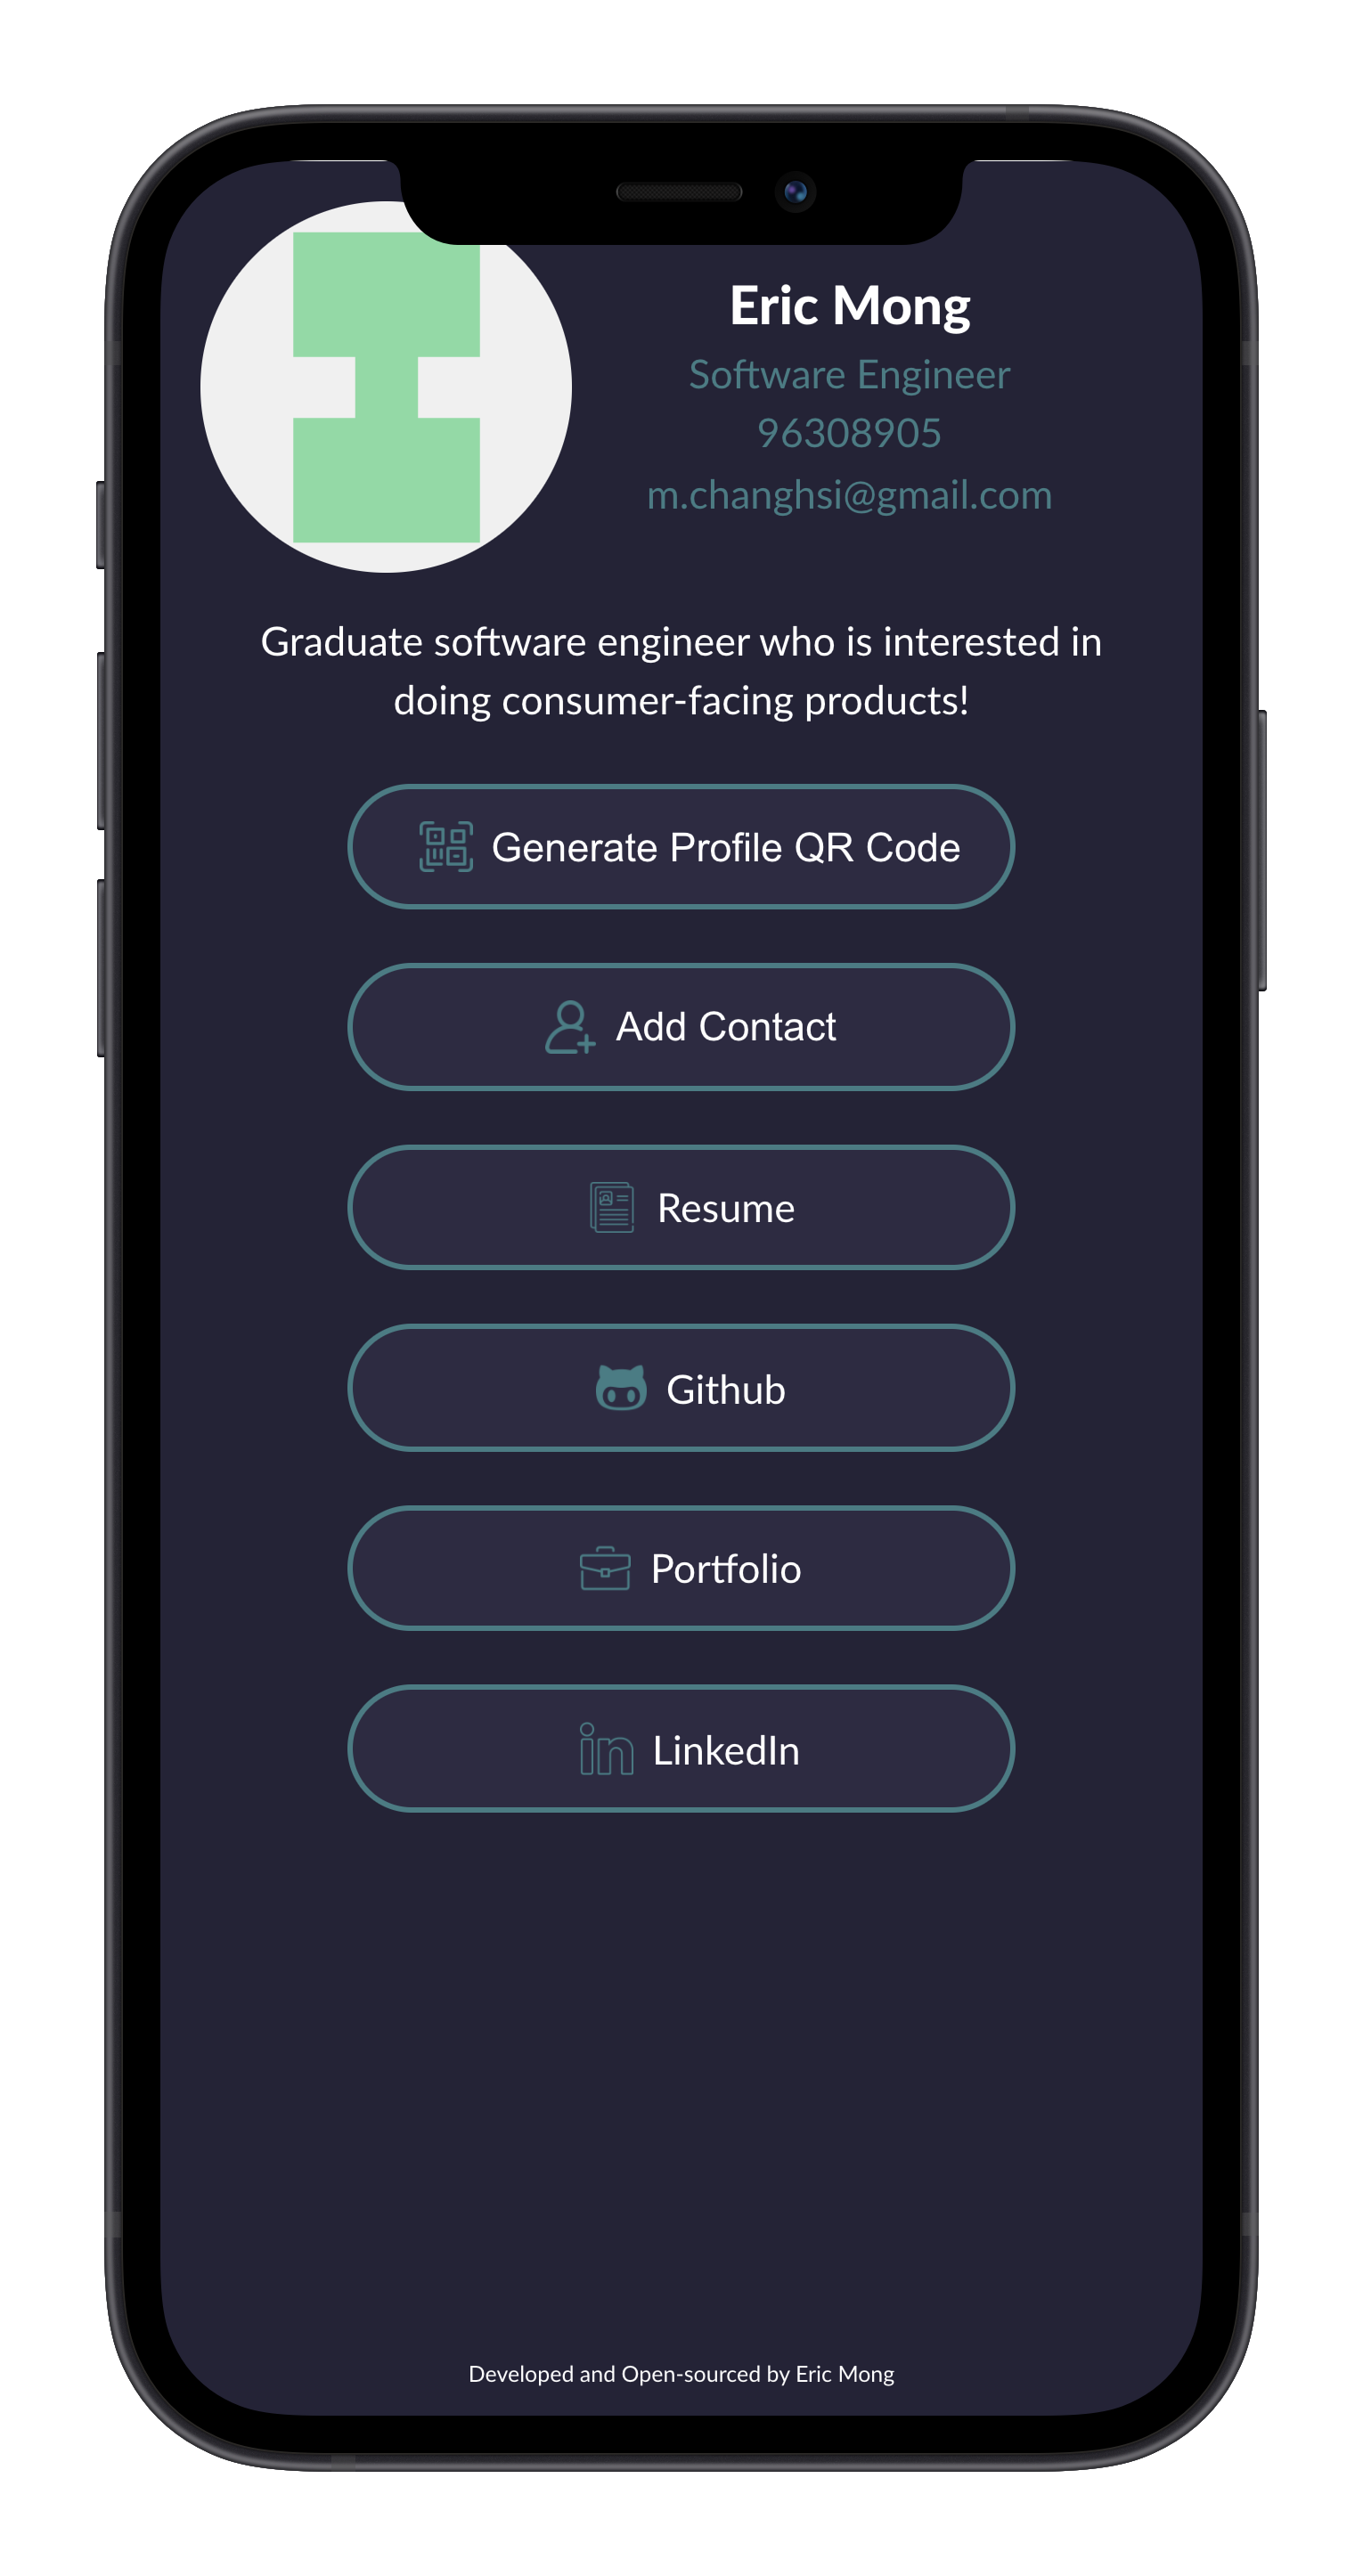 Eric Mong
Software Engineer
96308905
m.changhsi@gmail.com
Graduate software engineer who is interested in
doing consumer-facing products!
Generate Profile QR Code
Add Contact
Resume
Github
Portfolio
LinkedIn
Developed and Open-sourced by Eric Mong